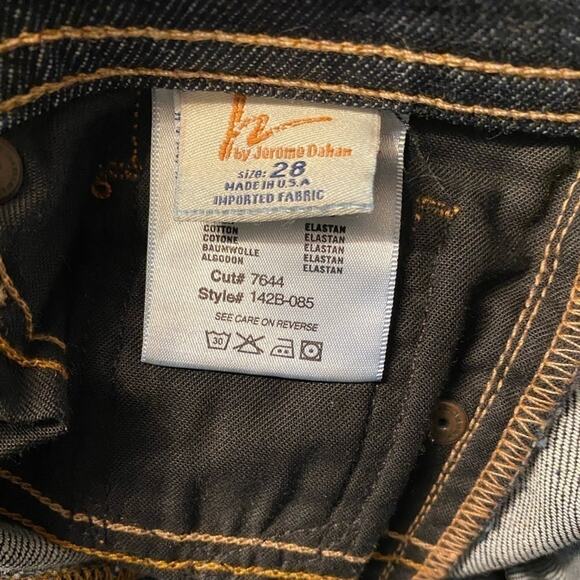 by Jerome Dahan
SIZE: 28
MADE IN U.S.A
IMPORTED FABRIC
COTTON ELASTAN
COTONE ELASTAN
BAUMWOLLE ELASTAN
ALGODON ELASTAN
Cut# 7644
Style# 142B-085
SEE CARE ON REVERSE
30